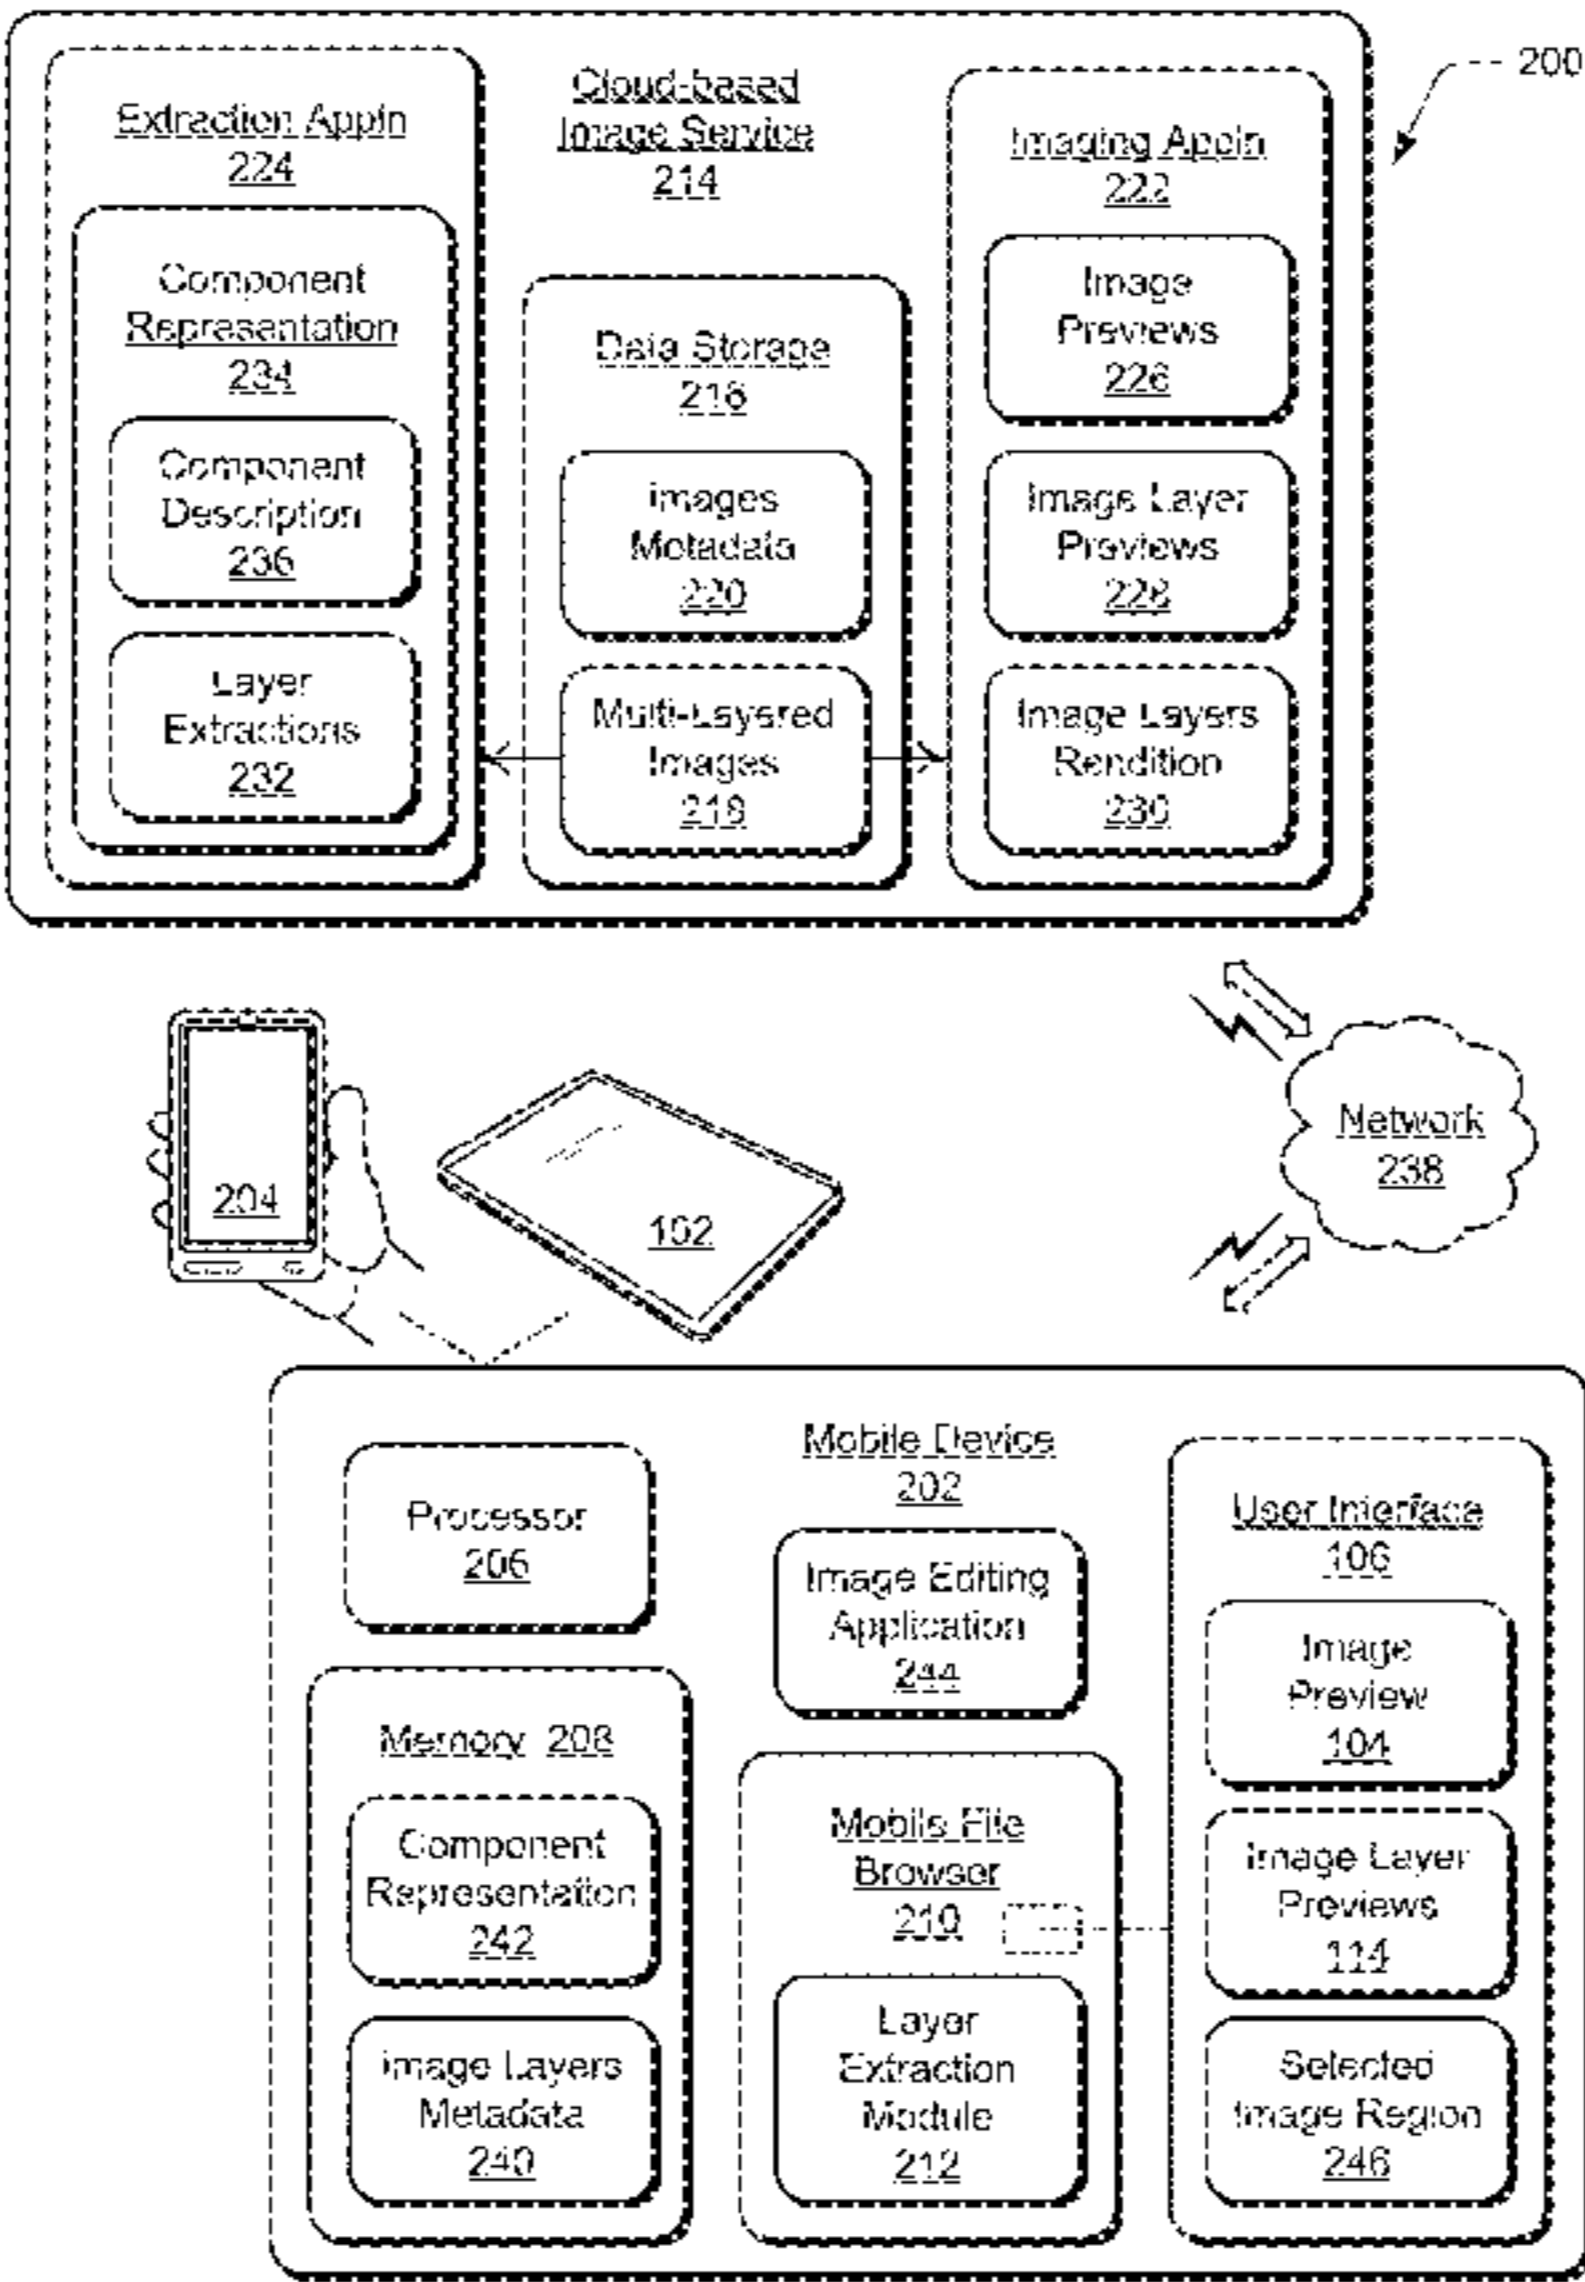 200
Cloud-based
Image Service
214
Extraction Appln
224
Component
Representation
234
Component
Description
236
Layer
Extractions
232
Data Storage
216
Images
Metadata
220
Multi-Layered
Images
218
Imaging Appln
222
Image
Previews
226
Image Layer
Previews
228
Image Layers
Rendition
230
204
102
Network
238
Mobile Device
202
Processor
206
Memory 208
Component
Representation
242
Image Layers
Metadata
240
Image Editing
Application
244
Mobile File
Browser
210
Layer
Extraction
Module
212
User Interface
106
Image
Preview
104
Image Layer
Previews
114
Selected
Image Region
246